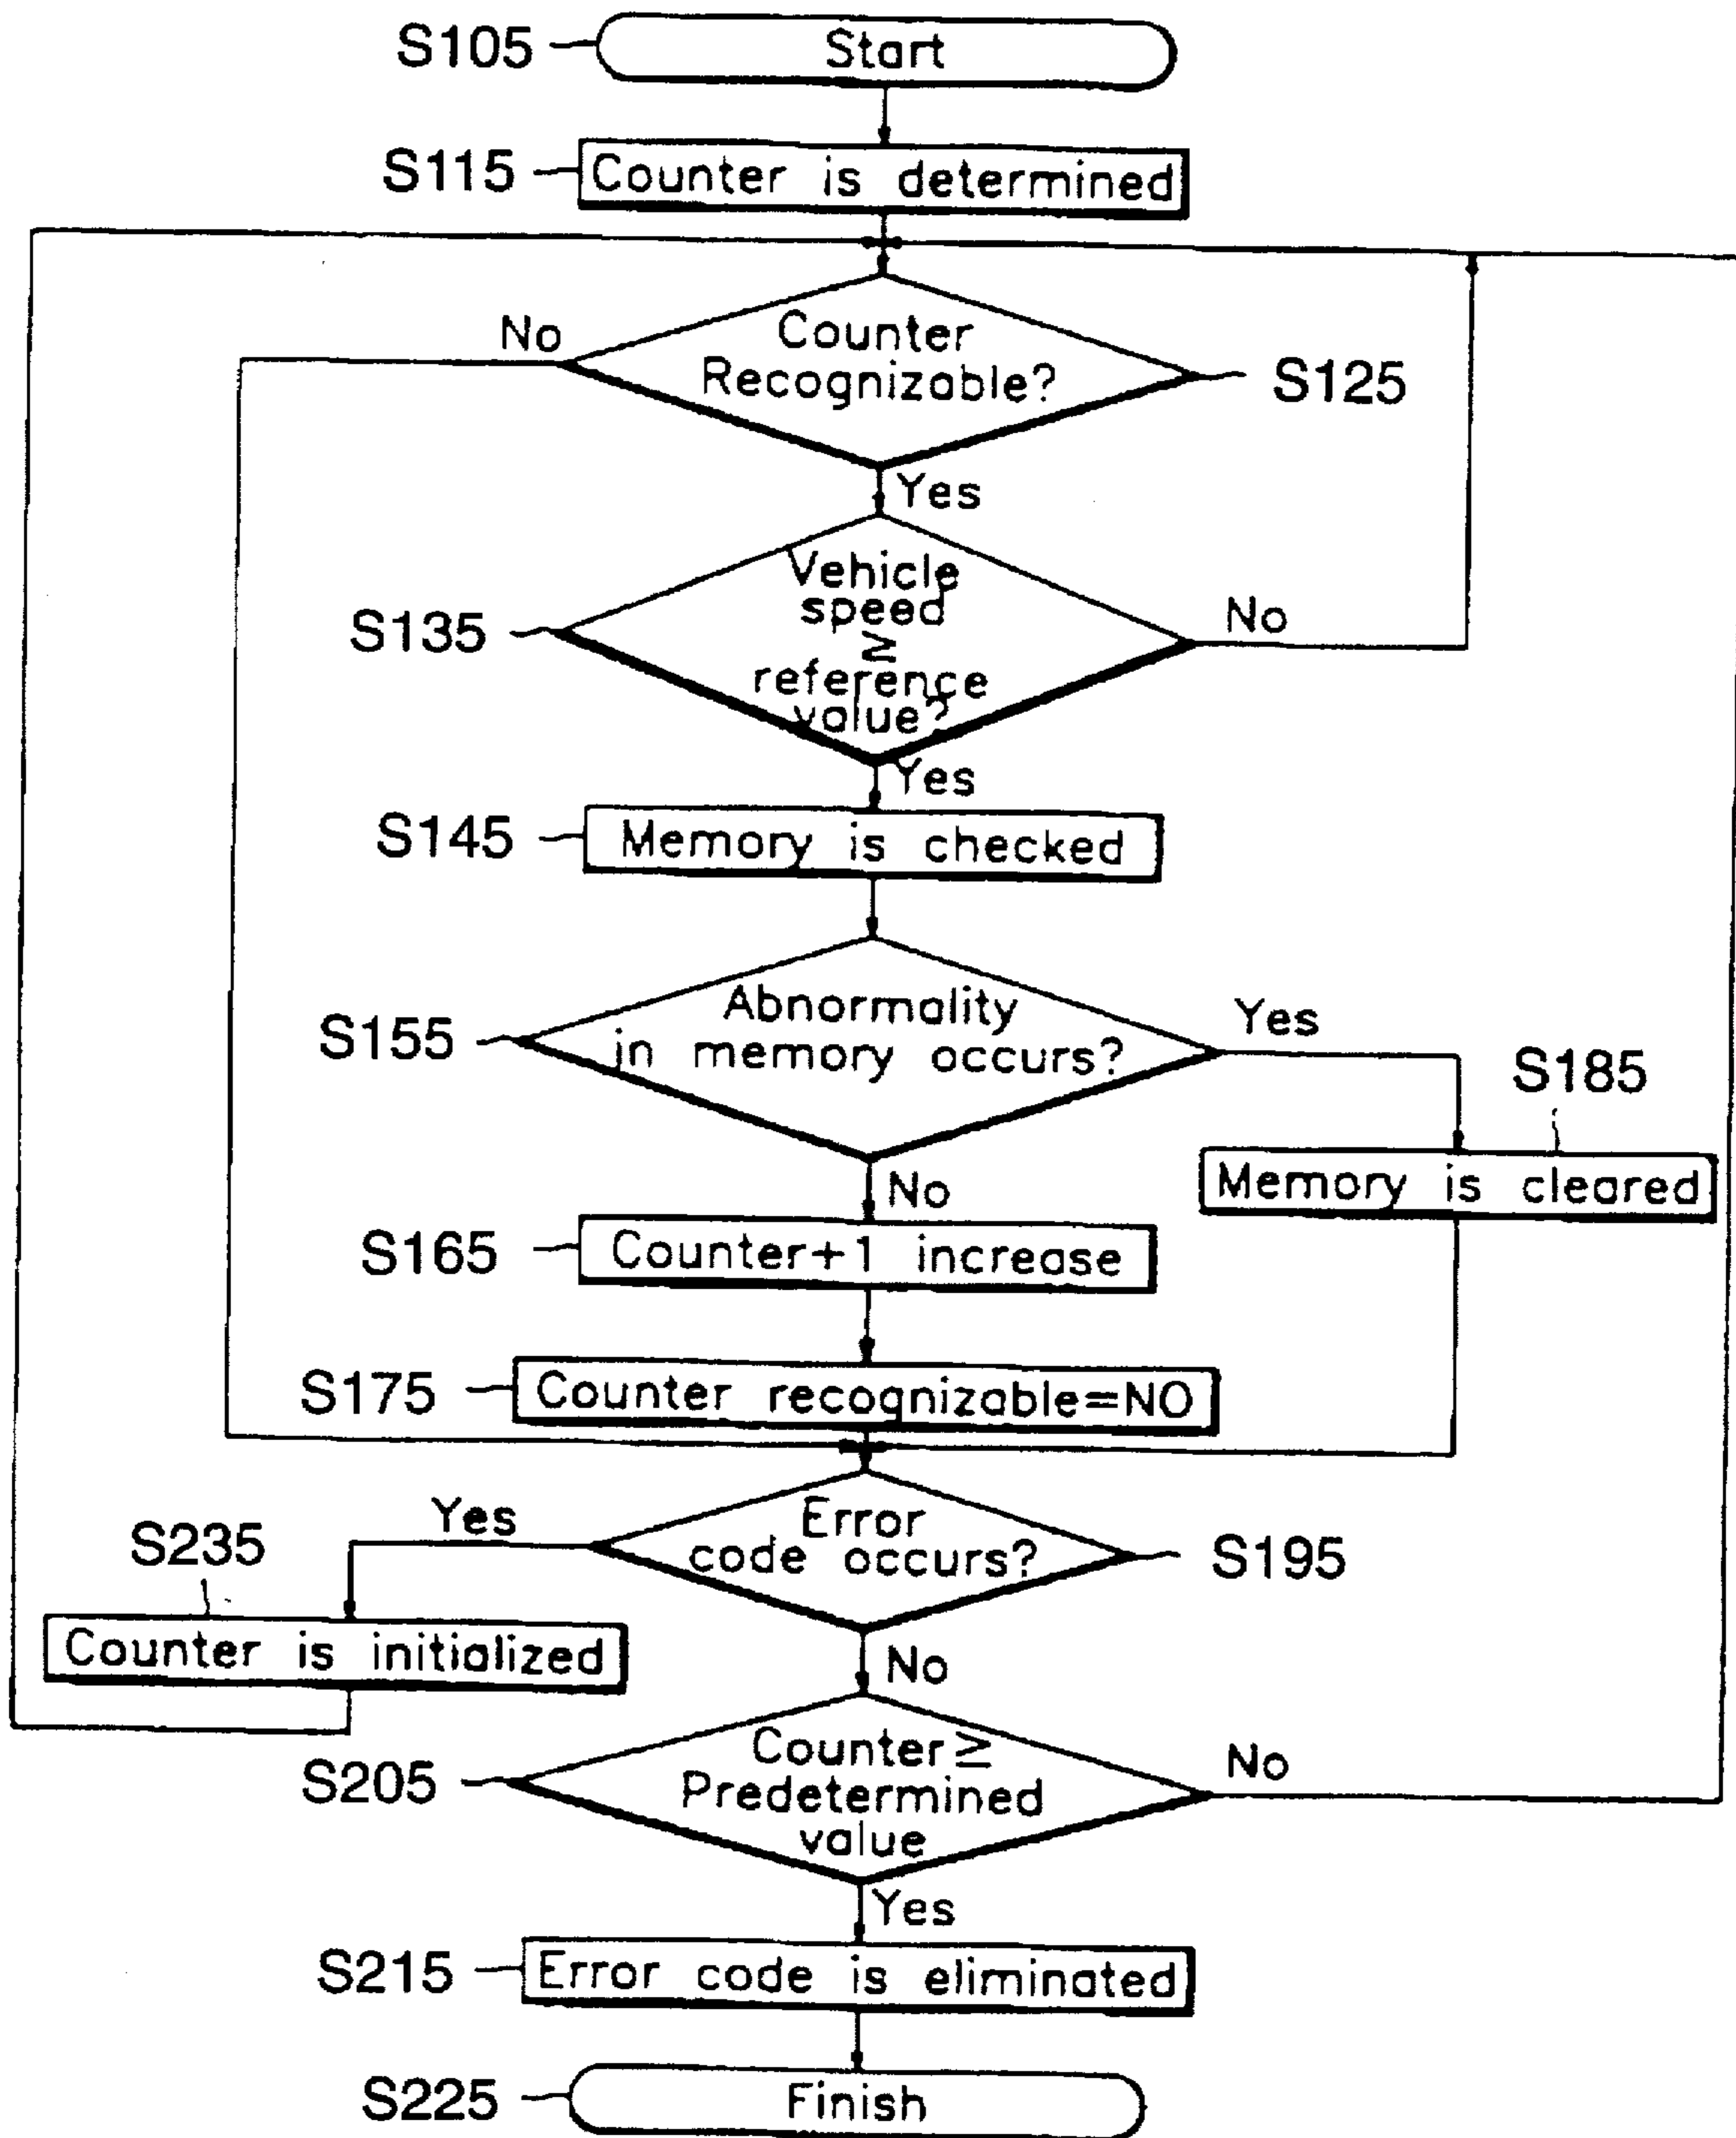 S105
Start
S115
Counter is determined
No
Counter
Recognizable?
S125
Yes
S135
Vehicle
speed
≥
reference
value?
No
Yes
S145
Memory is checked
S155
Abnormality
in memory occurs?
Yes
S185
Memory is cleared
No
S165
Counter+1 increase
S175
Counter recognizable=NO
Yes
Error
code occurs?
S195
S235
Counter is initialized
No
S205
Counter ≥
Predetermined
value
No
Yes
S215
Error code is eliminated
S225
Finish